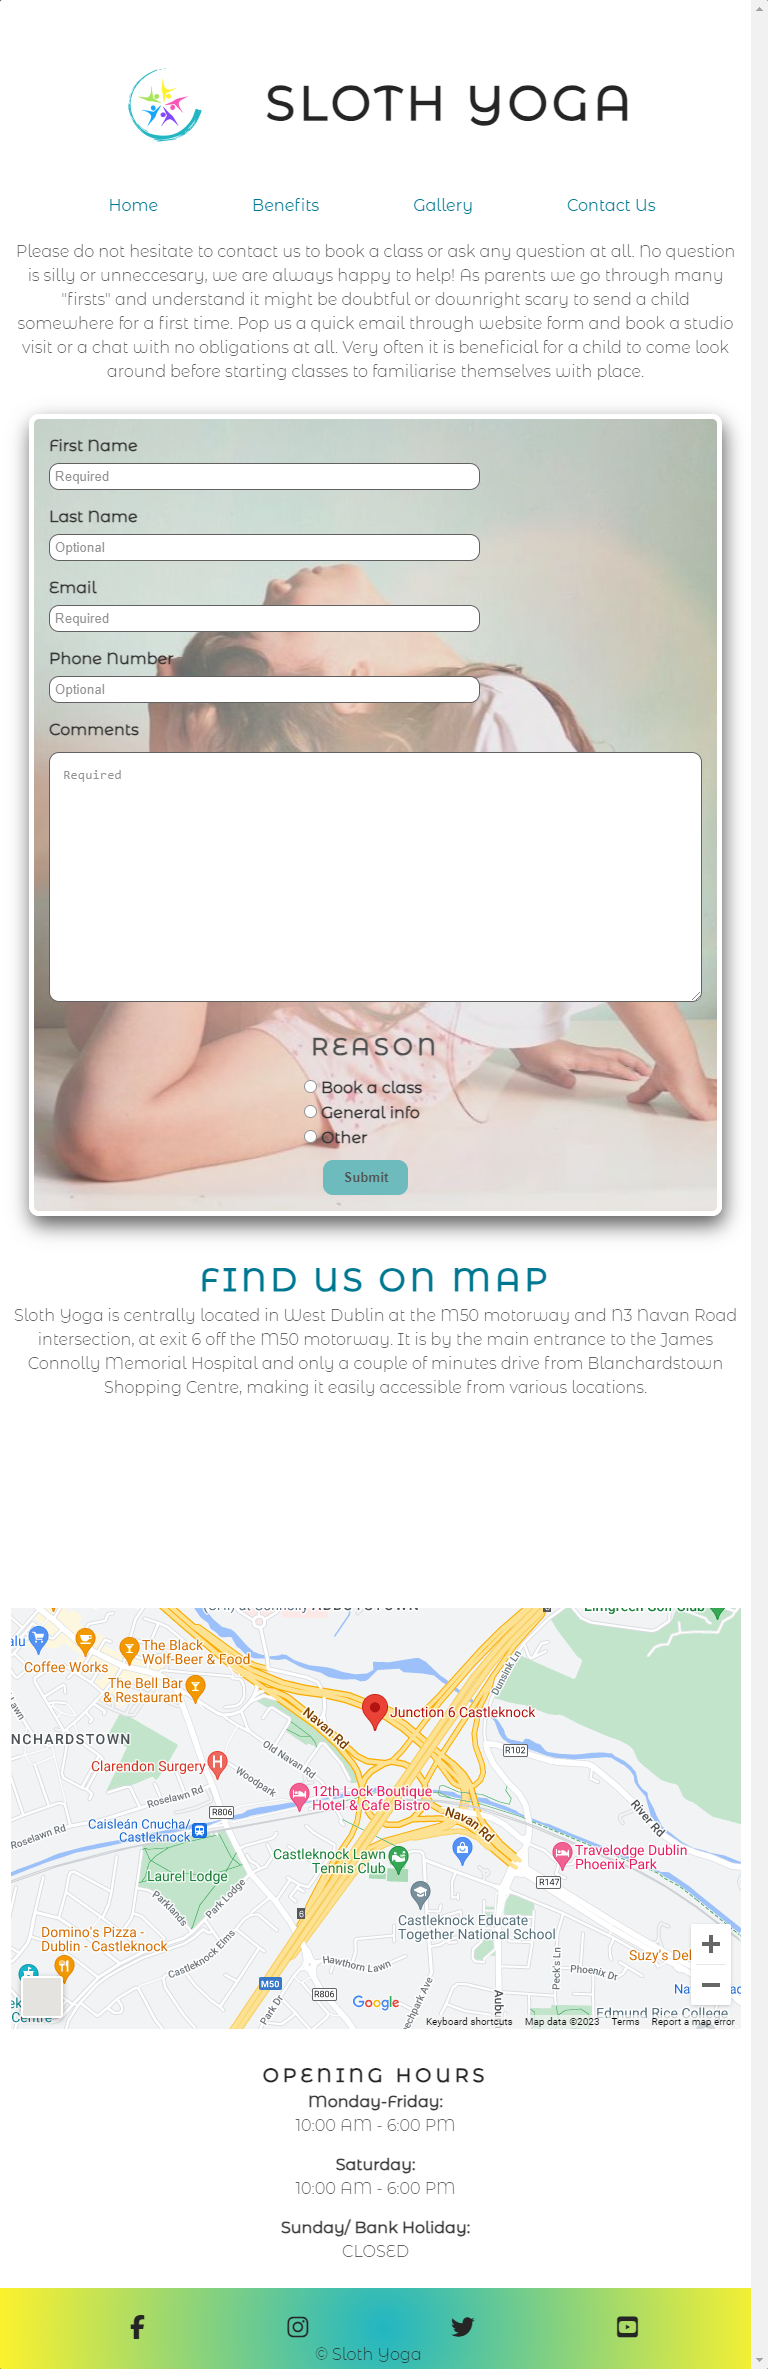 SLOTH YOGA
Home Benefits Gallery Contact Us
Please do not hesitate to contact us to book a class or ask any question at all. No question
is silly or unneccesary, we are always happy to help! As parents we go through many
"firsts" and understand it might be doubtful or downright scary to send a child
somewhere for a first time. Pop us a quick email through website form and book a studio
visit or a chat with no obligations at all. Very often it is beneficial for a child to come look
around before starting classes to familiarise themselves with place.
First Name
Required
Last Name
Optional
Email
Required
Phone Number
Optional
Comments
Required
REASON
Book a class
General info
Other
Submit
FIND US ON MAP
Sloth Yoga is centrally located in West Dublin at the M50 motorway and N3 Navan Road
intersection, at exit 6 off the M50 motorway. It is by the main entrance to the James
Connolly Memorial Hospital and only a couple of minutes drive from Blanchardstown
Shopping Centre, making it easily accessible from various locations.
Elmgreen Golf Club
alu
Coffee Works
The Black
Wolf-Beer & Food
Dunsink Ln
The Bell Bar
& Restaurant
Navan Rd
Junction 6 Castleknock
NCHARDSTOWN
Old Navan Rd
R102
Clarendon Surgery
Woodpark
Roselawn Rd
12th Lock Boutique
Hotel & Cafe Bistro
River Rd
R806
Caisleán Cnucha/
Castleknock
Navan Rd
Roselawn Rd
Castleknock Lawn
Tennis Club
Travelodge Dublin
Phoenix Park
Laurel Lodge
R147
Parklands
Park Lodge
6
Castleknock Educate
Together National School
Domino's Pizza -
Dublin - Castleknock
Castleknock Elms
Hawthorn Lawn
Peck's Ln
Phoenix Dr
Suzy's Del
M50
R806
Park Dr
echpark Ave
Aubu
Na
ac
ek
Centre
Google
Edmund Rice College
Keyboard shortcuts Map data ©2023 Terms Report a map error
OPENING HOURS
Monday-Friday:
10:00 AM - 6:00 PM
Saturday:
10:00 AM - 6:00 PM
Sunday/ Bank Holiday:
CLOSED
© Sloth Yoga